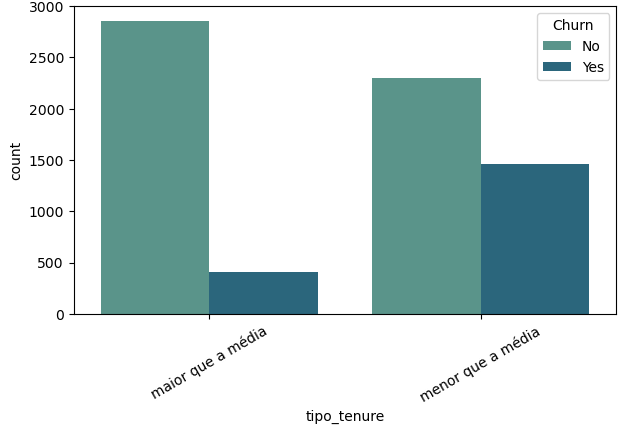 3000
2500
2000
1500
1000
500
0
count
Churn
No
Yes
maior que a média
menor que a média
tipo_tenure